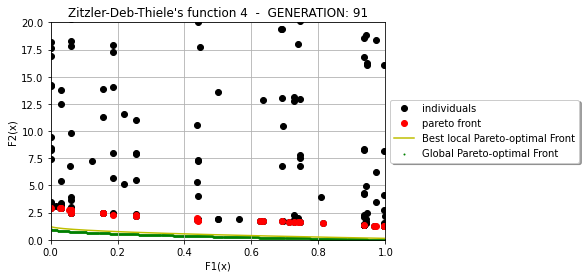 Zitzler-Deb-Thiele's function 4 - GENERATION: 91
20.0
17.5
15.0
12.5
10.0
7.5
5.0
2.5
0.0
F2(x)
0.0 0.2 0.4 0.6 0.8 1.0
F1(x)
individuals
pareto front
Best local Pareto-optimal Front
Global Pareto-optimal Front